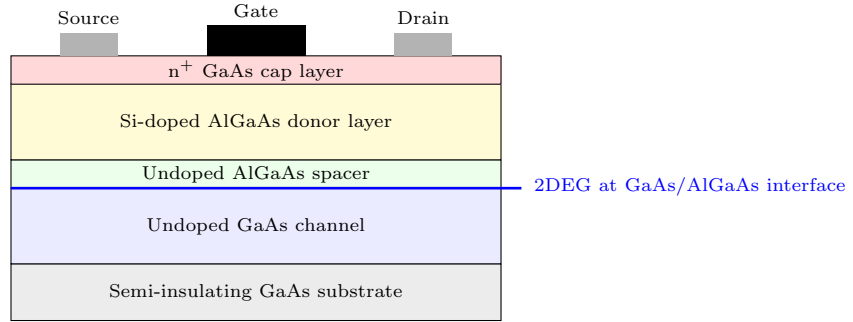 Source
Gate
Drain
n⁺ GaAs cap layer
Si-doped AlGaAs donor layer
Undoped AlGaAs spacer
2DEG at GaAs/AlGaAs interface
Undoped GaAs channel
Semi-insulating GaAs substrate